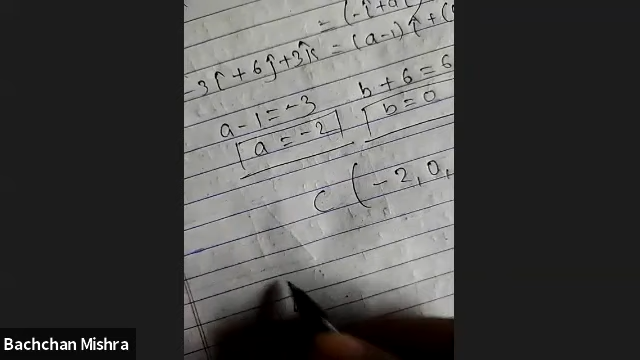 = (-î + a
-3î + 6ĵ + 3k̂ = (a-1) î + (
a - 1 = -3 b + 6 = 6
a = -2 b = 0
C ( -2, 0,
Bachchan Mishra